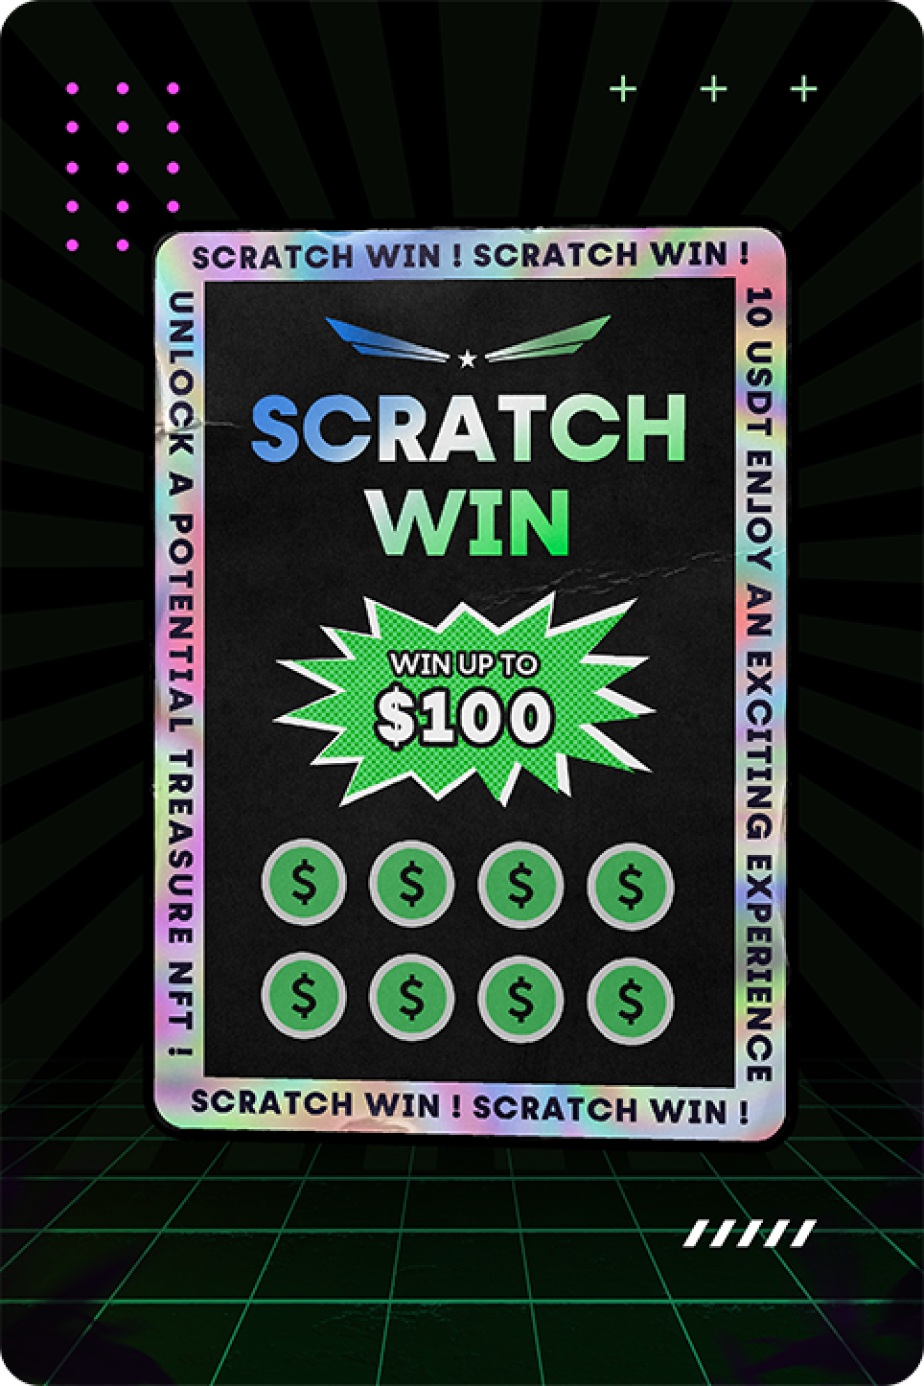 SCRATCH WIN ! SCRATCH WIN !
UNLOCK A POTENTIAL TREASURE NFT !
10 USDT ENJOY AN EXCITING EXPERIENCE
SCRATCH
WIN
WIN UP TO
$100
$ $ $ $
$ $ $ $
SCRATCH WIN ! SCRATCH WIN !